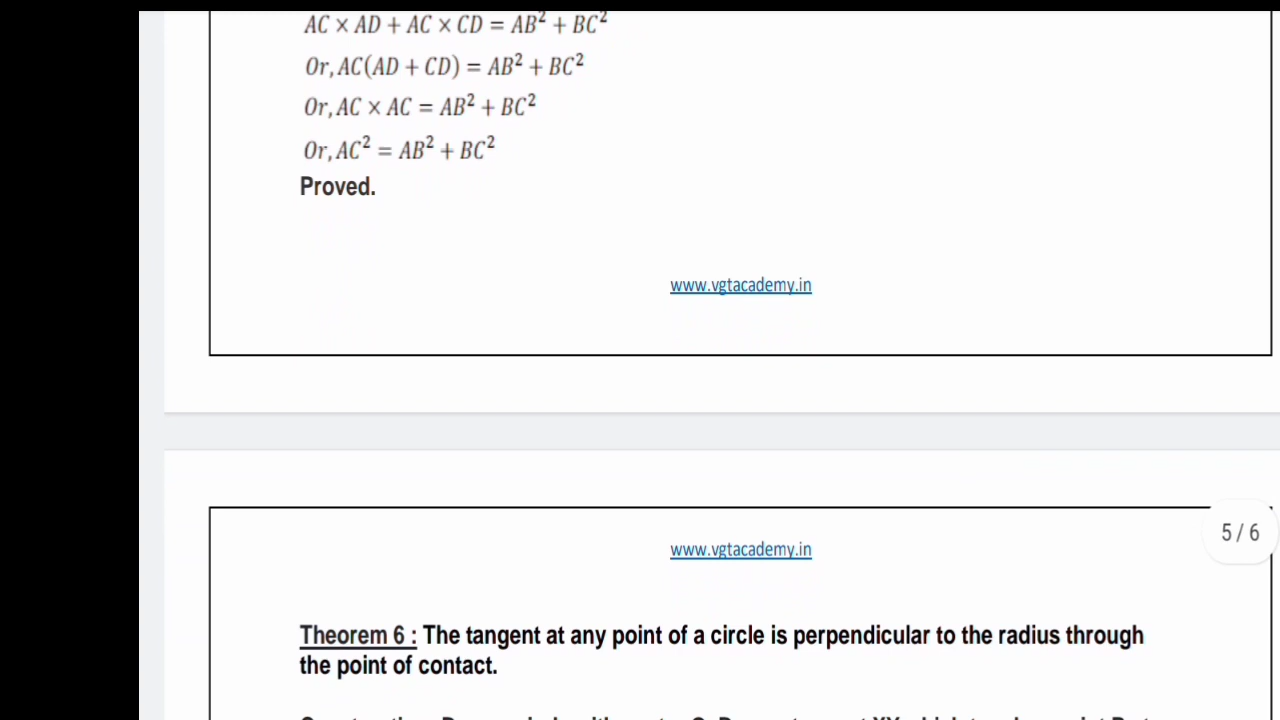 AC × AD + AC × CD = AB² + BC²
Or, AC(AD + CD) = AB² + BC²
Or, AC × AC = AB² + BC²
Or, AC² = AB² + BC²
Proved.
www.vgtacademy.in
5 / 6
www.vgtacademy.in
Theorem 6 : The tangent at any point of a circle is perpendicular to the radius through
the point of contact.